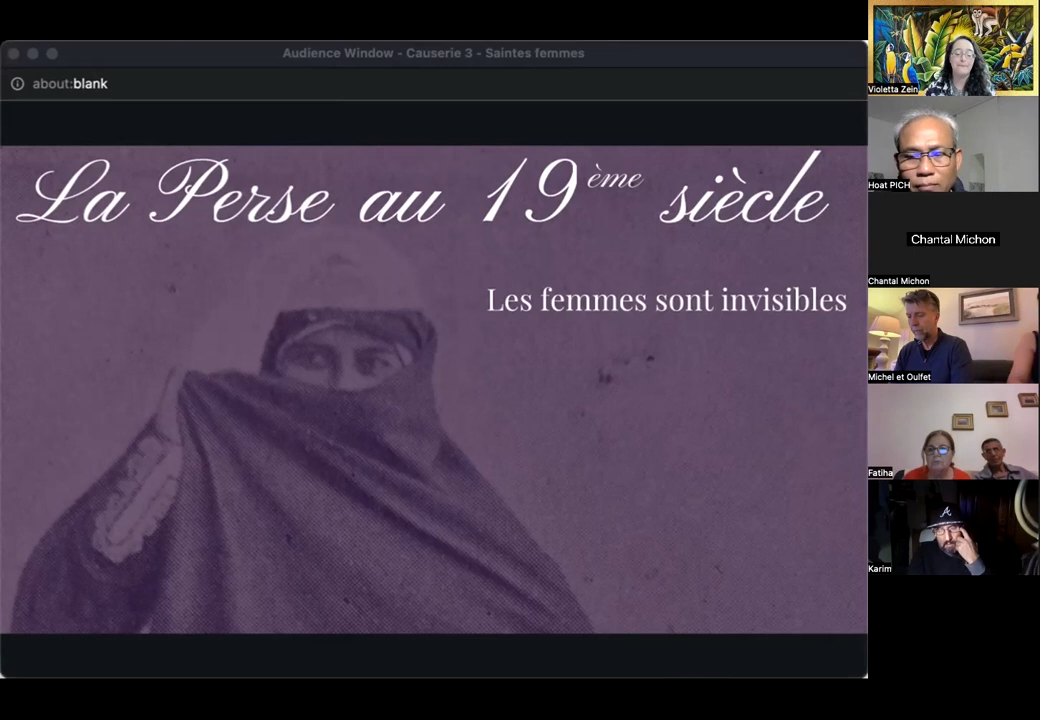 Audience Window - Causerie 3 - Saintes femmes
about:blank
La Perse au 19ème siècle
Les femmes sont invisibles
Violetta Zein
Hoat PICH
Chantal Michon
Chantal Michon
Michel et Oulfet
Fatiha
A
Karim